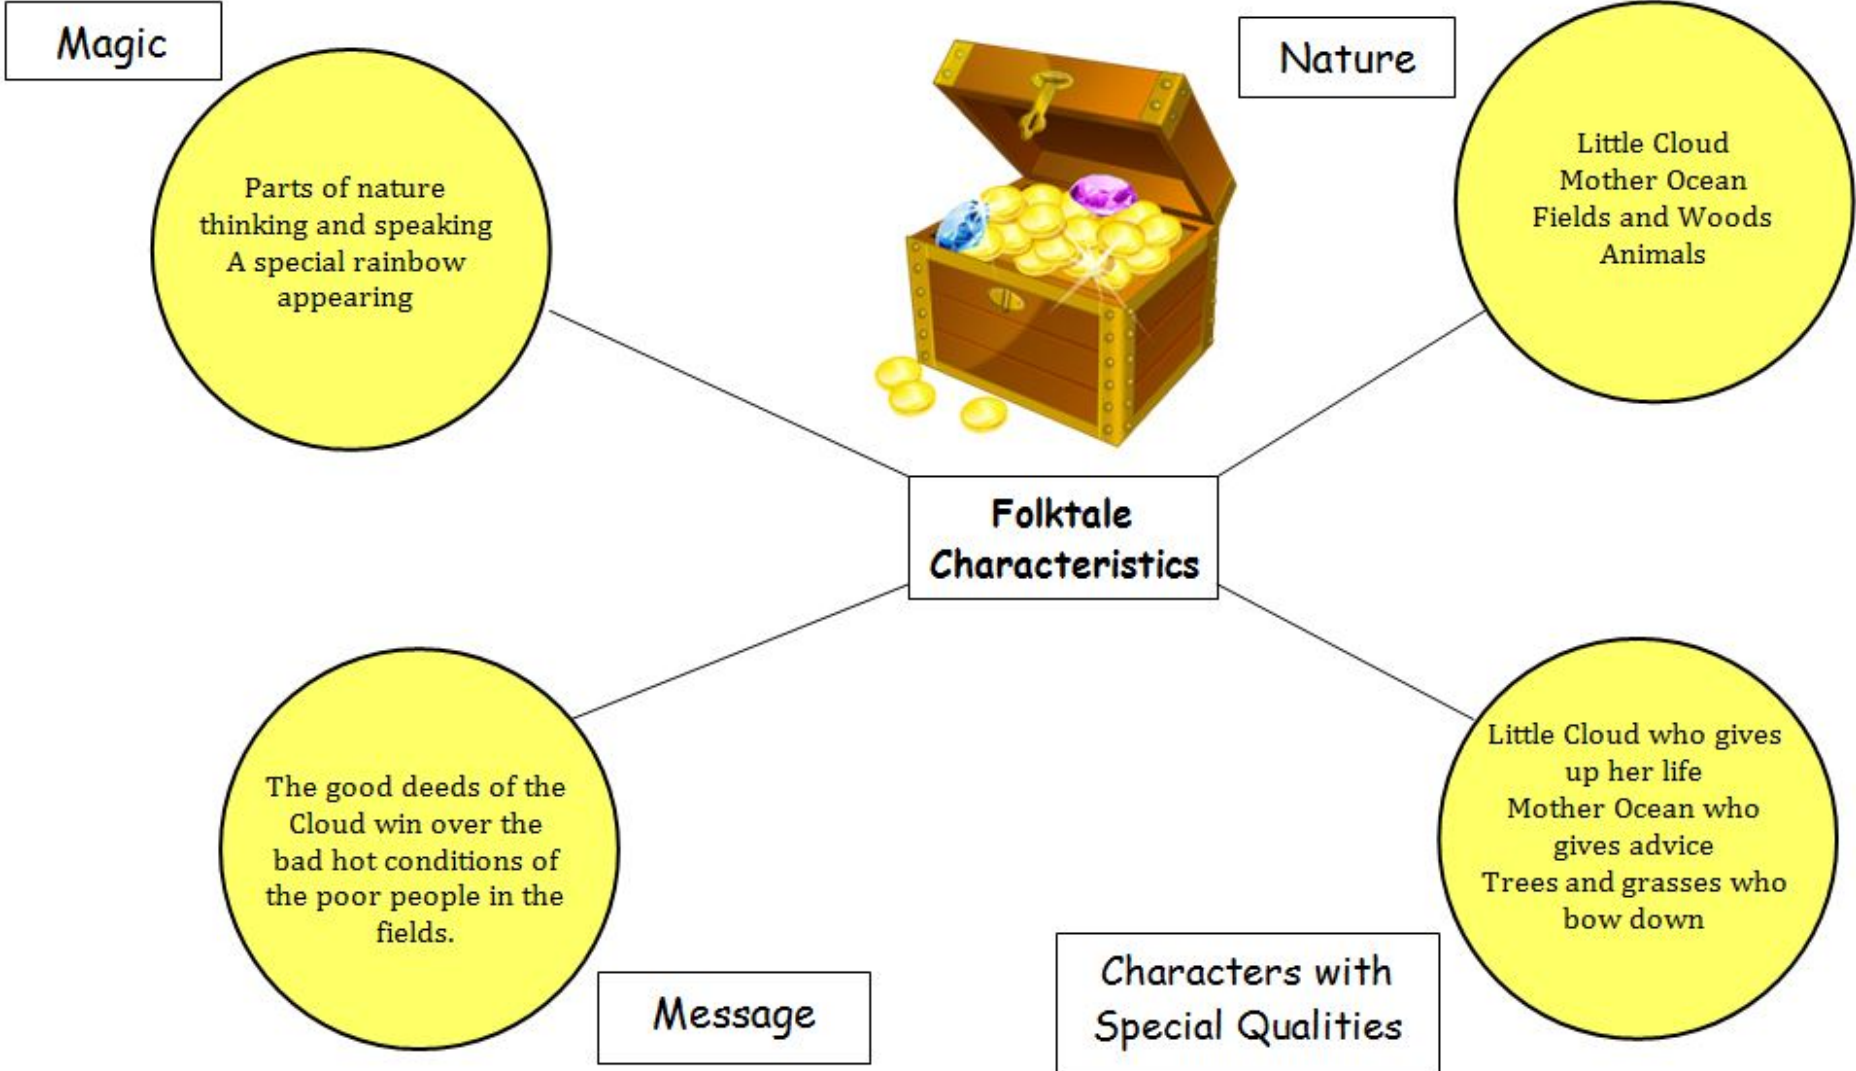 Magic
Parts of nature
thinking and speaking
A special rainbow
appearing
Nature
Little Cloud
Mother Ocean
Fields and Woods
Animals
Folktale
Characteristics
The good deeds of the
Cloud win over the
bad hot conditions of
the poor people in the
fields.
Message
Little Cloud who gives
up her life
Mother Ocean who
gives advice
Trees and grasses who
bow down
Characters with
Special Qualities